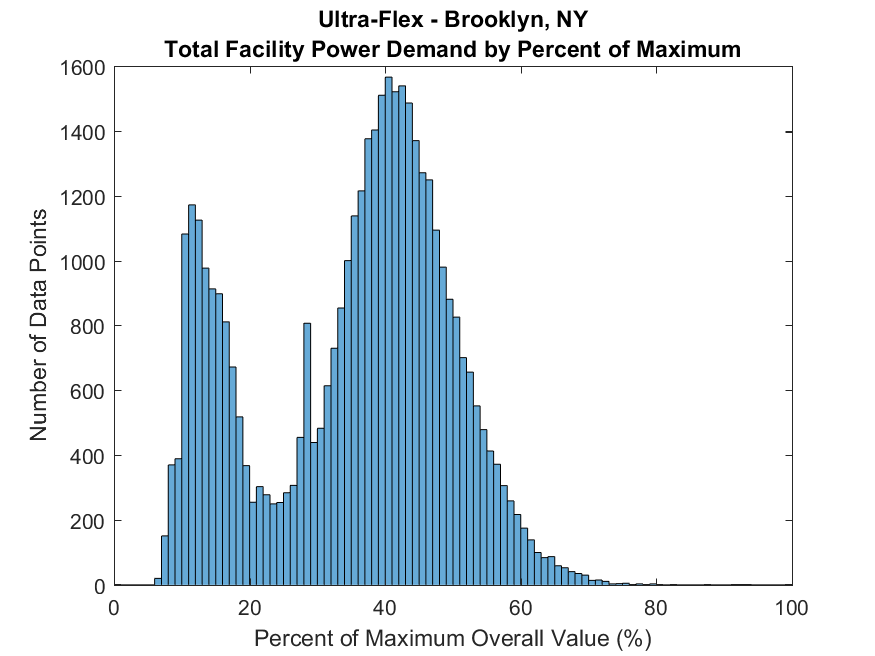 Ultra-Flex - Brooklyn, NY
Total Facility Power Demand by Percent of Maximum
1600
1400
1200
1000
800
600
400
200
0
Number of Data Points
0 20 40 60 80 100
Percent of Maximum Overall Value (%)